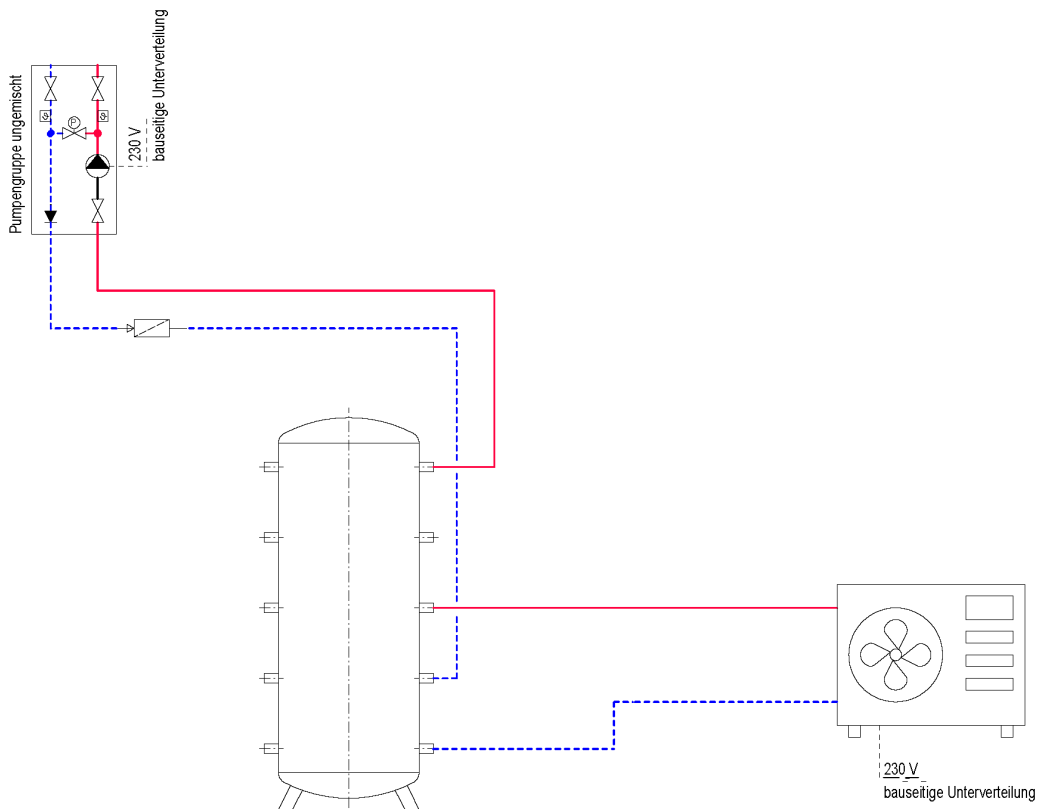 Pumpengruppe ungemischt
P
ϑ
ϑ
230 V
bauseitige Unterverteilung
230 V
bauseitige Unterverteilung